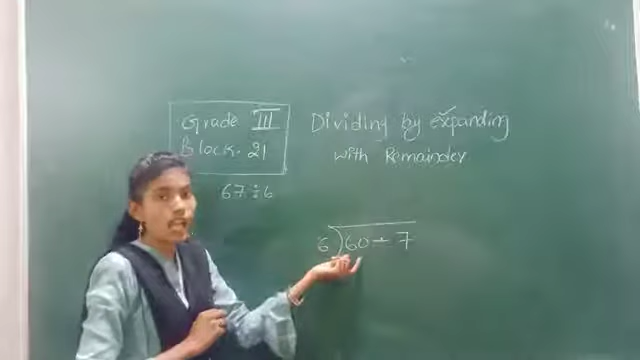 Grade III
Block. 21
Dividing by expanding
with Remainder
67÷6
6)60+7